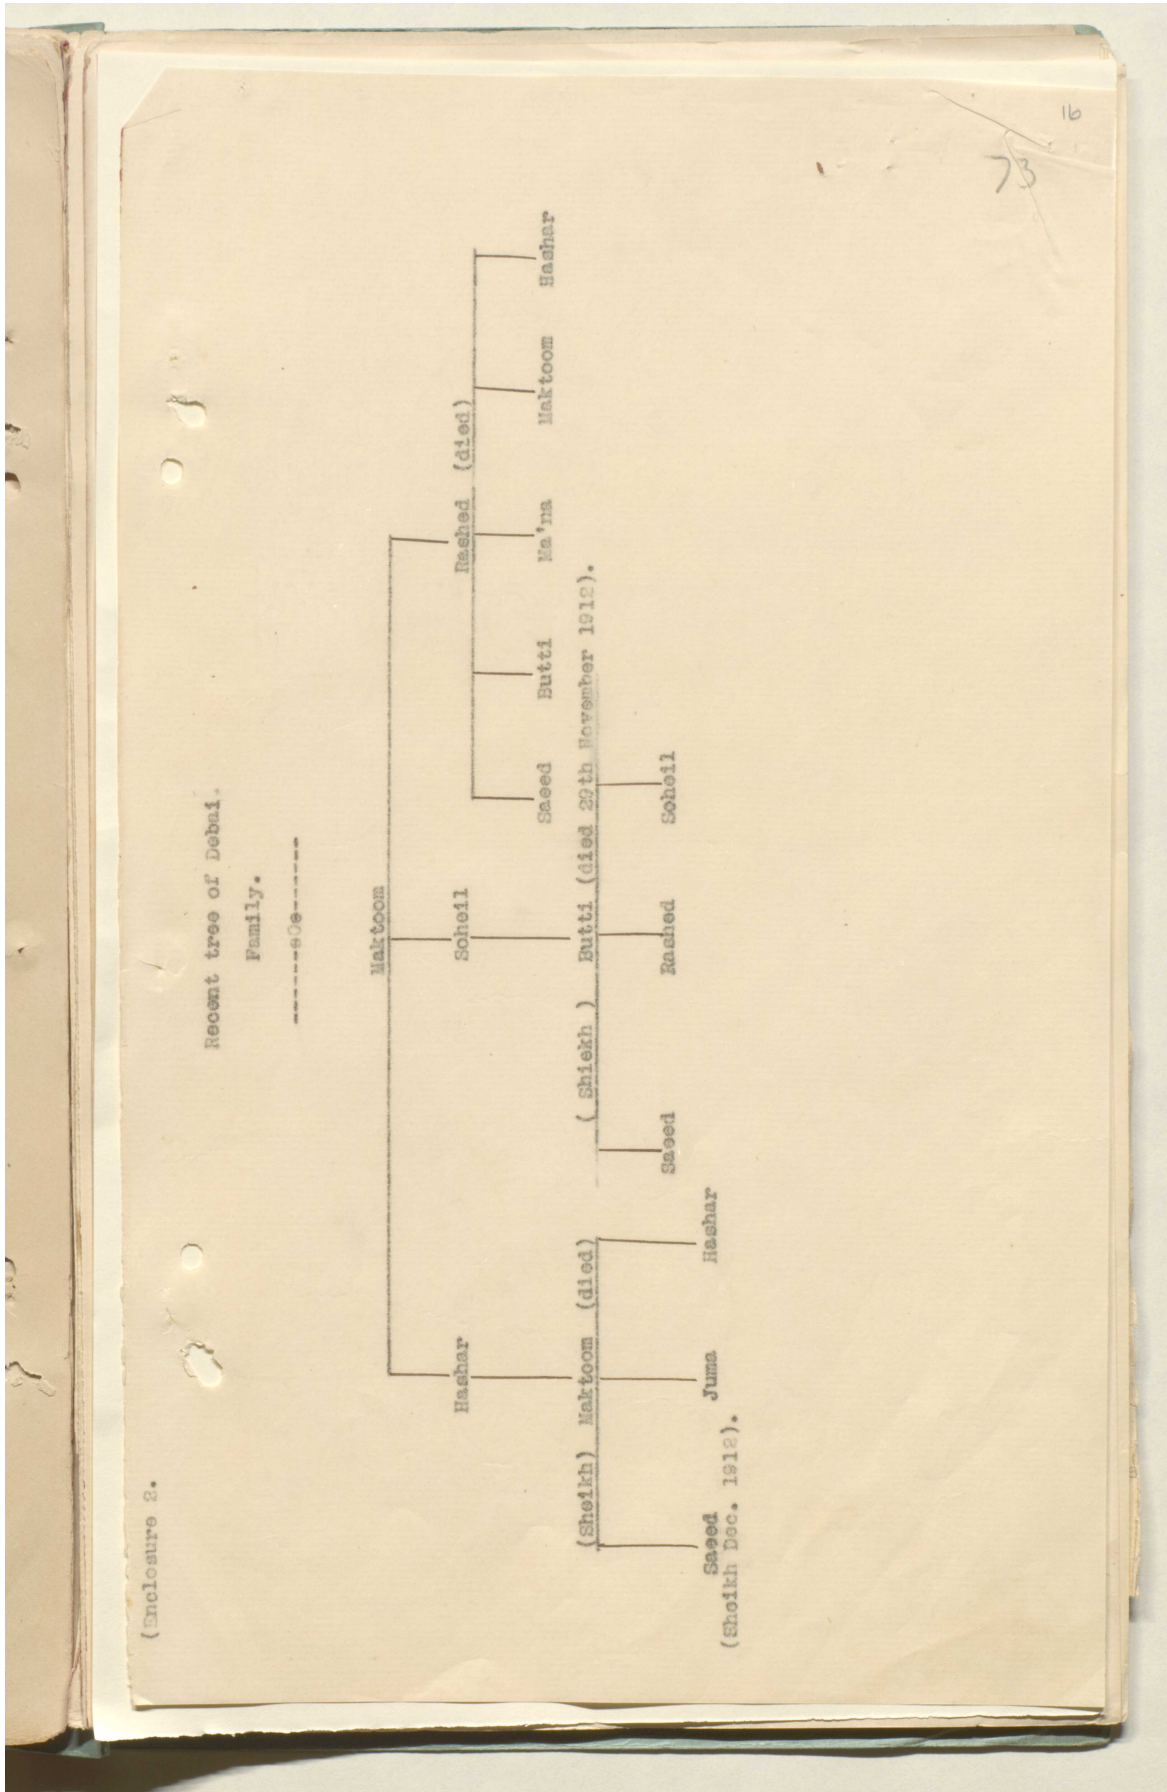 16
73
(Enclosure 2.
Recent tree of Debai.
Family.
------o0o------
Maktoom
Hashar Soheil Rashed (died)
Saeed Butti Ma'na Maktoom Hashar
(Sheikh) Maktoom (died) ( Shiekh ) Butti (died 29th November 1912).
Saeed Rashed Soheil
Saeed Juma Hashar
(Sheikh Dec. 1912).